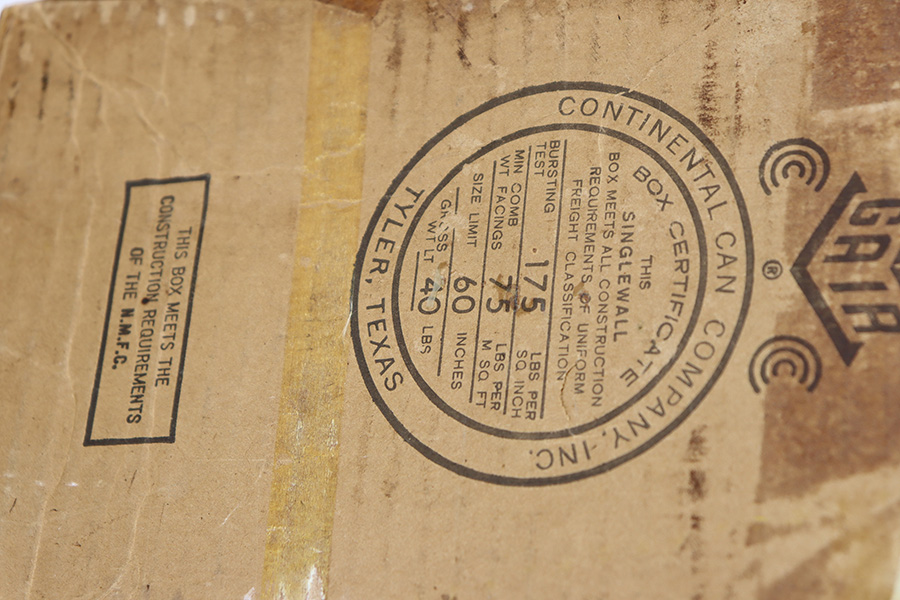 GAIR
®
CONTINENTAL CAN COMPANY, INC.
BOX CERTIFICATE
THIS
SINGLEWALL
BOX MEETS ALL CONSTRUCTION
REQUIREMENTS OF UNIFORM
FREIGHT CLASSIFICATION
BURSTING TEST 175 LBS PER SQ INCH
MIN COMB WT FACINGS 75 LBS PER M SQ FT
SIZE LIMIT 60 INCHES
GROSS WT LT 40 LBS
TYLER, TEXAS
THIS BOX MEETS THE
CONSTRUCTION REQUIREMENTS
OF THE N.M.F.C.